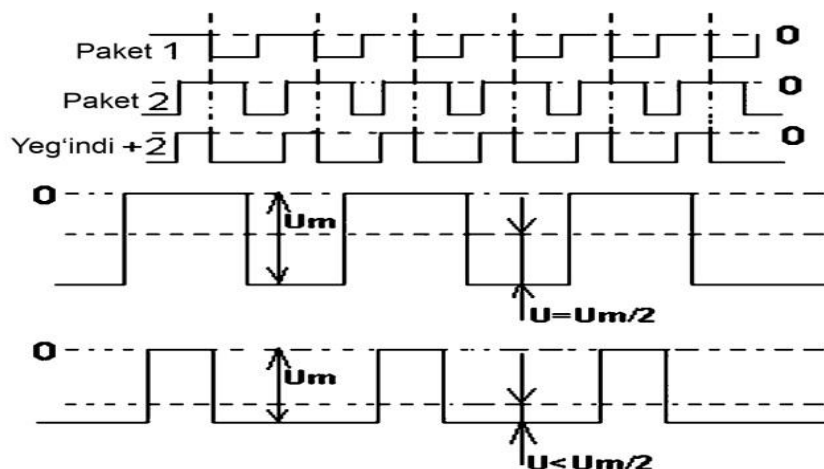 Paket 1 0
Paket 2 0
Yeg'indi +2 0
0 Um
U=Um/2
0 Um
U<Um/2